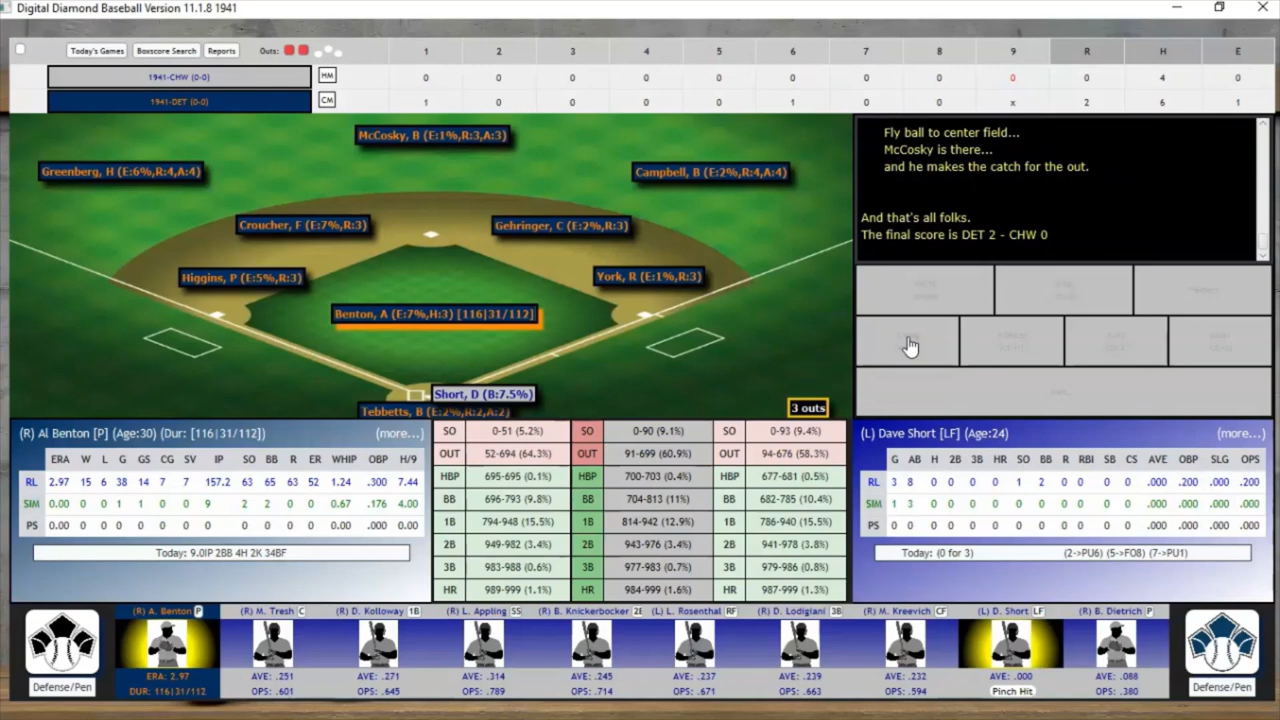 Digital Diamond Baseball Version 11.1.8 1941
Today's Games Boxscore Search Reports Outs: 1 2 3 4 5 6 7 8 9 R H E
1941-CHW (0-0) HM 0 0 0 0 0 0 0 0 0 0 4 0
1941-DET (0-0) CM 1 0 0 0 0 1 0 0 x 2 6 1
McCosky, B (E:1%,R:3,A:3)
Greenberg, H (E:6%,R:4,A:4)
Campbell, B (E:2%,R:4,A:4)
Croucher, F (E:7%,R:3)
Gehringer, C (E:2%,R:3)
Higgins, P (E:5%,R:3)
York, R (E:1%,R:3)
Benton, A (E:7%,H:3) [116|31/112]
Short, D (B:7.5%)
Tebbetts, B (E:2%,R:2,A:2)
3 outs
Fly ball to center field...
McCosky is there...
and he makes the catch for the out.
And that's all folks.
The final score is DET 2 - CHW 0
(R) Al Benton [P] (Age:30) (Dur: [116|31/112]) (more...)
ERA W L G GS CG SV IP SO BB R ER WHIP OBP H/9
RL 2.97 15 6 38 14 7 7 157.2 63 65 63 52 1.24 .300 7.44
SIM 0.00 0 0 1 1 0 0 9 2 2 0 0 0.67 .176 4.00
PS 0.00 0 0 0 0 0 0 0 0 0 0 0 0.00 .000 0.00
Today: 9.0IP 2BB 4H 2K 34BF
SO 0-51 (5.2%) SO 0-90 (9.1%) SO 0-93 (9.4%)
OUT 52-694 (64.3%) OUT 91-699 (60.9%) OUT 94-676 (58.3%)
HBP 695-695 (0.1%) HBP 700-703 (0.4%) HBP 677-681 (0.5%)
BB 696-793 (9.8%) BB 704-813 (11%) BB 682-785 (10.4%)
1B 794-948 (15.5%) 1B 814-942 (12.9%) 1B 786-940 (15.5%)
2B 949-982 (3.4%) 2B 943-976 (3.4%) 2B 941-978 (3.8%)
3B 983-988 (0.6%) 3B 977-983 (0.7%) 3B 979-986 (0.8%)
HR 989-999 (1.1%) HR 984-999 (1.6%) HR 987-999 (1.3%)
(L) Dave Short [LF] (Age:24) (more...)
G AB H 2B 3B HR SO BB R RBI SB CS AVE OBP SLG OPS
RL 3 8 0 0 0 0 1 2 0 0 0 0 .000 .200 .000 .200
SIM 1 3 0 0 0 0 0 0 0 0 0 0 .000 .000 .000 .000
PS 0 0 0 0 0 0 0 0 0 0 0 0 .000 .000 .000 .000
Today: (0 for 3) (2->PU6) (5->FO8) (7->PU1)
(R) A. Benton P (R) M. Tresh C (R) D. Kolloway 1B (R) L. Appling SS (R) B. Knickerbocker 2B (L) L. Rosenthal RF (R) D. Lodigiani 3B (R) M. Kreevich CF (L) D. Short LF (R) B. Dietrich P
ERA: 2.97 AVE: .251 AVE: .271 AVE: .314 AVE: .245 AVE: .237 AVE: .239 AVE: .232 AVE: .000 AVE: .088
Defense/Pen DUR: 116|31/112 OPS: .601 OPS: .645 OPS: .789 OPS: .714 OPS: .671 OPS: .663 OPS: .594 Pinch Hit OPS: .380 Defense/Pen